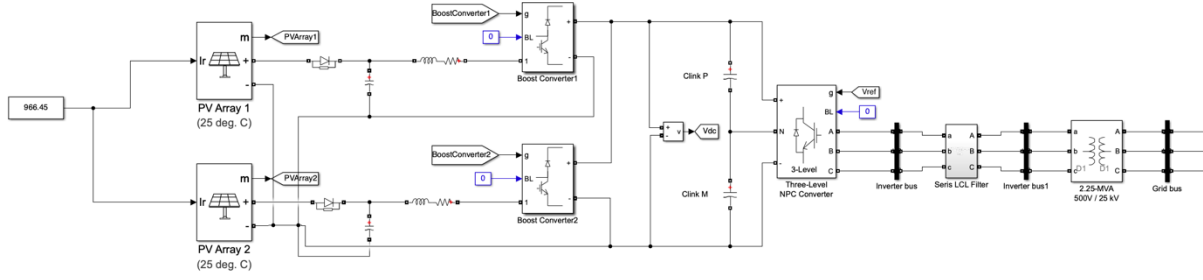 966.45
Ir
m
+
-
PV Array 1
(25 deg. C)
PVArray1
BoostConverter1
0
g
BL
1
+
-
Boost Converter1
Ir
m
+
-
PV Array 2
(25 deg. C)
PVArray2
BoostConverter2
0
g
BL
1
+
-
Boost Converter2
Clink P
Clink M
+
-
v
Vdc
Vref
0
g
BL
+
N
-
A
B
C
3-Level
Three-Level
NPC Converter
Inverter bus
a
b
c
A
B
C
Seris LCL Filter
Inverter bus1
a
b
c
A
B
C
D1
D1
2.25-MVA
500V / 25 kV
Grid bus